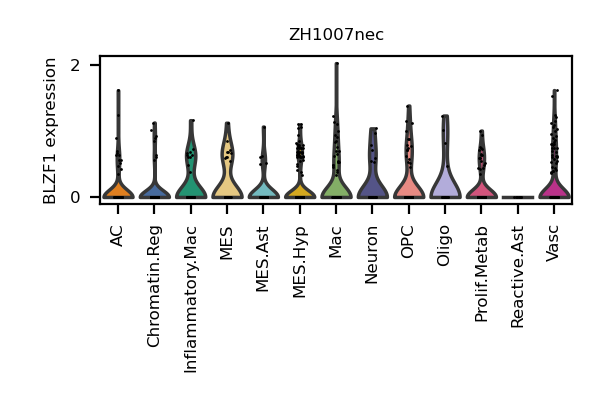 ZH1007nec
BLZF1 expression
2
0
AC
Chromatin.Reg
Inflammatory.Mac
MES
MES.Ast
MES.Hyp
Mac
Neuron
OPC
Oligo
Prolif.Metab
Reactive.Ast
Vasc